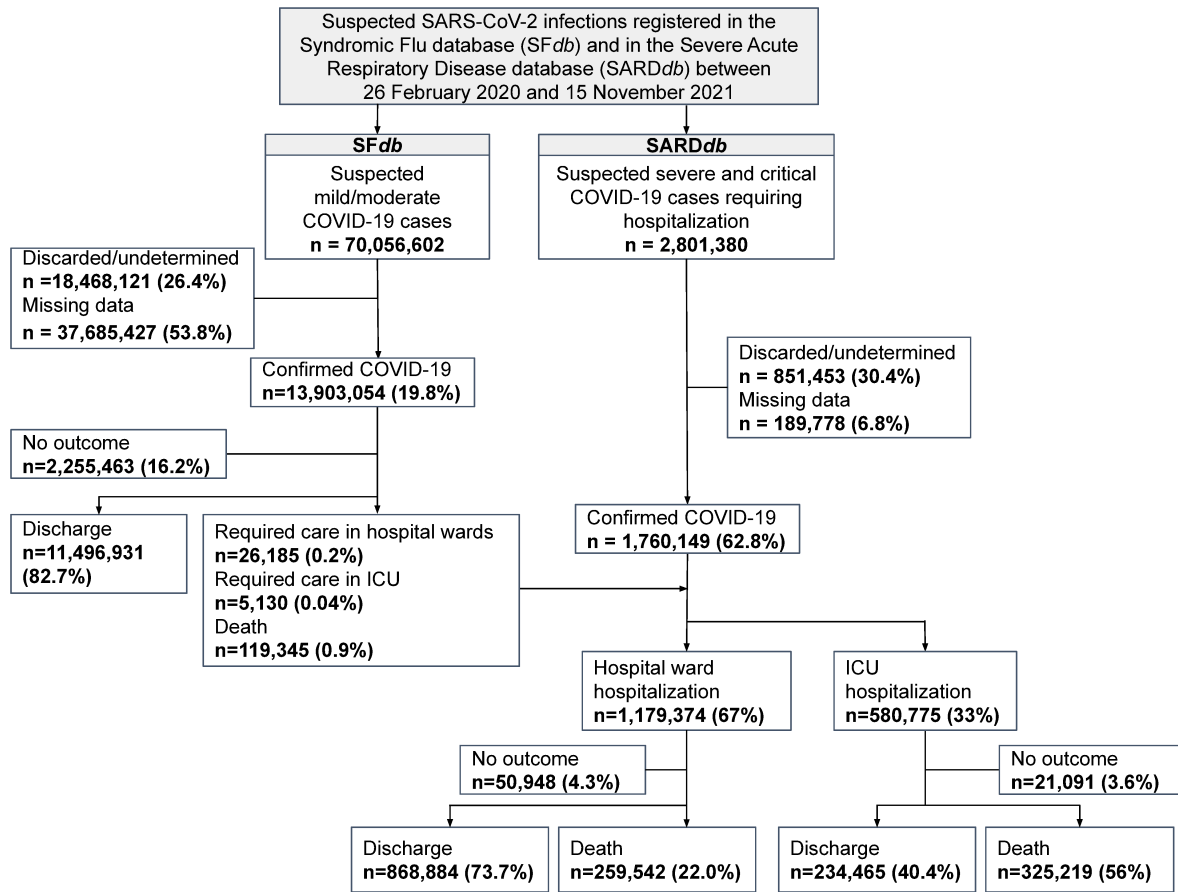 Suspected SARS-CoV-2 infections registered in the
Syndromic Flu database (SFdb) and in the Severe Acute
Respiratory Disease database (SARDdb) between
26 February 2020 and 15 November 2021
SFdb
Suspected
mild/moderate
COVID-19 cases
n = 70,056,602
SARDdb
Suspected severe and critical
COVID-19 cases requiring
hospitalization
n = 2,801,380
Discarded/undetermined
n =18,468,121 (26.4%)
Missing data
n = 37,685,427 (53.8%)
Confirmed COVID-19
n=13,903,054 (19.8%)
Discarded/undetermined
n = 851,453 (30.4%)
Missing data
n = 189,778 (6.8%)
No outcome
n=2,255,463 (16.2%)
Discharge
n=11,496,931
(82.7%)
Required care in hospital wards
n=26,185 (0.2%)
Required care in ICU
n=5,130 (0.04%)
Death
n=119,345 (0.9%)
Confirmed COVID-19
n = 1,760,149 (62.8%)
Hospital ward
hospitalization
n=1,179,374 (67%)
ICU
hospitalization
n=580,775 (33%)
No outcome
n=50,948 (4.3%)
No outcome
n=21,091 (3.6%)
Discharge
n=868,884 (73.7%)
Death
n=259,542 (22.0%)
Discharge
n=234,465 (40.4%)
Death
n=325,219 (56%)